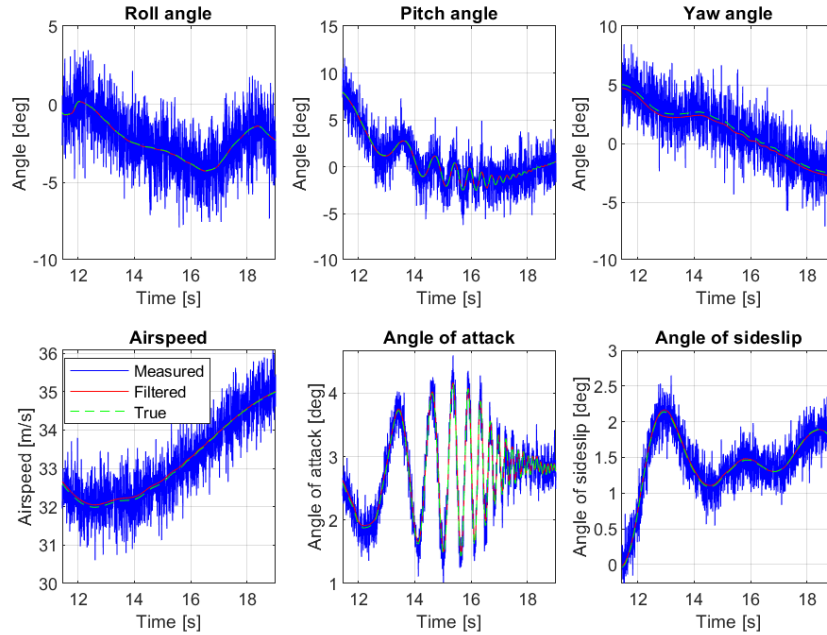 Roll angle
5
0
-5
-10
Angle [deg]
12 14 16 18
Time [s]
Pitch angle
15
10
5
0
-5
-10
Angle [deg]
12 14 16 18
Time [s]
Yaw angle
10
5
0
-5
-10
Angle [deg]
12 14 16 18
Time [s]
Airspeed
36
35
34
33
32
31
30
Airspeed [m/s]
Measured
Filtered
True
12 14 16 18
Time [s]
Angle of attack
4
3
2
1
Angle of attack [deg]
12 14 16 18
Time [s]
Angle of sideslip
3
2.5
2
1.5
1
0.5
0
Angle of sideslip [deg]
12 14 16 18
Time [s]